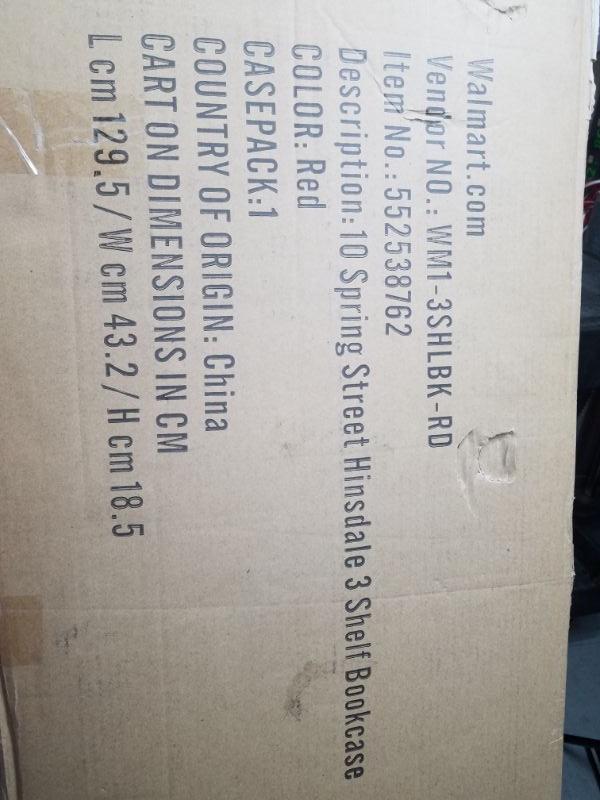 Walmart.com
Vendor NO.: WM1-3SHLBK-RD
Item No.: 552538762
Description: 10 Spring Street Hinsdale 3 Shelf Bookcase
COLOR: Red
CASEPACK:1
COUNTRY OF ORIGIN: China
CART ON DIMENSIONS IN CM
L cm 129.5 / W cm 43.2 / H cm 18.5